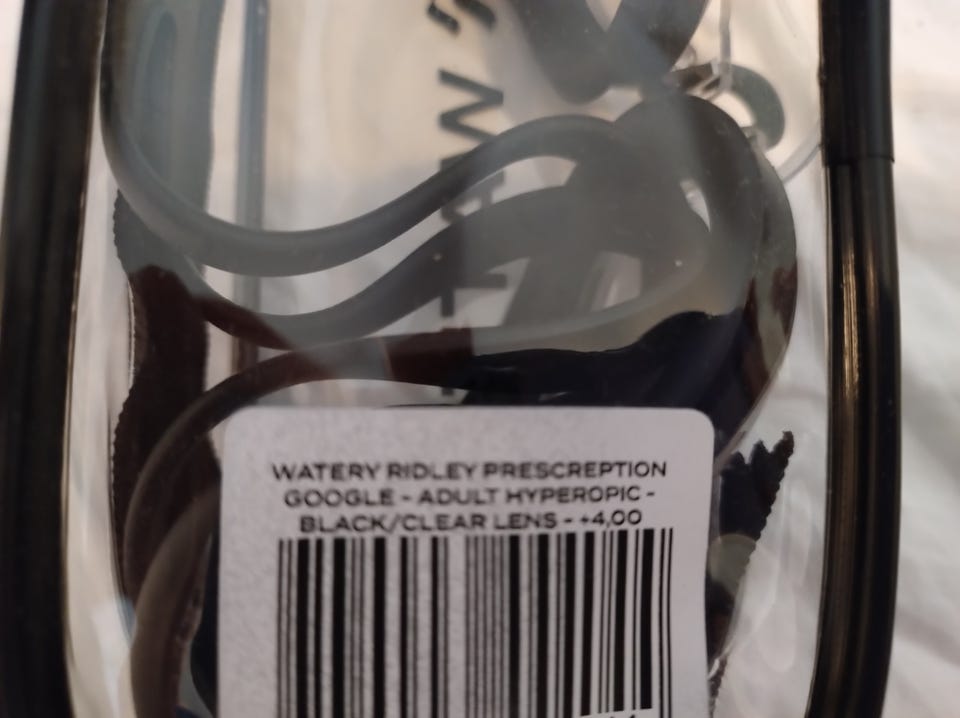 WATERY RIDLEY PRESCREPTION
GOOGLE - ADULT HYPEROPIC -
BLACK/CLEAR LENS - +4,00